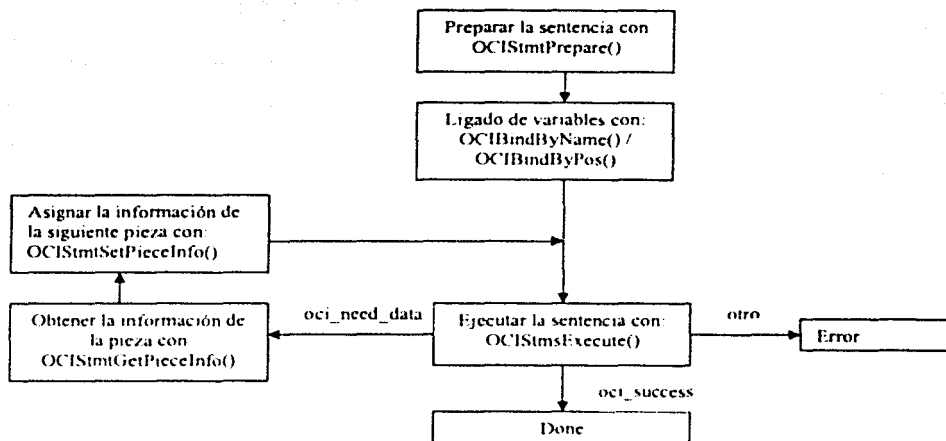 Preparar la sentencia con
OCIStmtPrepare()
Ligado de variables con:
OCIBindByName() /
OCIBindByPos()
Asignar la información de
la siguiente pieza con:
OCIStmtSetPieceInfo()
Obtener la información de
la pieza con
OCIStmtGetPieceInfo()
oci_need_data
Ejecutar la sentencia con:
OCIStmsExecute()
otro
Error
oci_success
Done